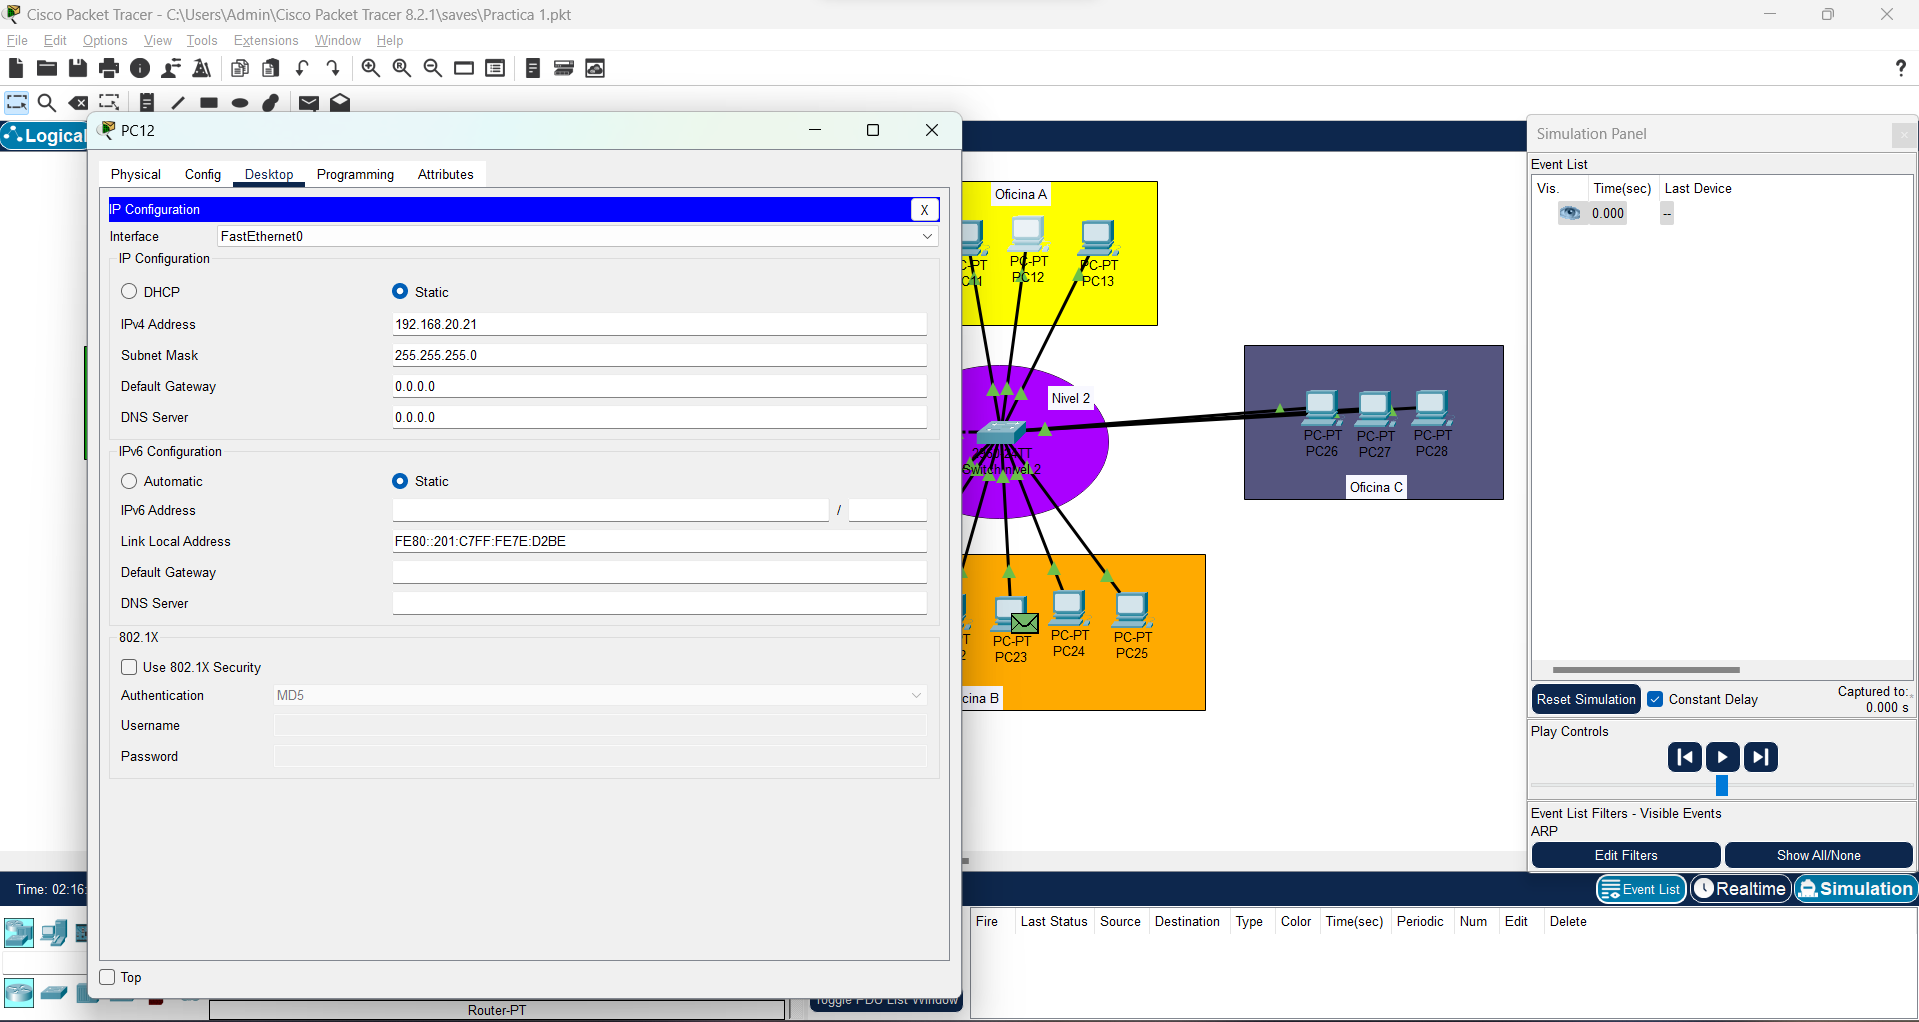 Cisco Packet Tracer - C:\Users\Admin\Cisco Packet Tracer 8.2.1\saves\Practica 1.pkt
File Edit Options View Tools Extensions Window Help
?
Logical
PC12
Physical Config Desktop Programming Attributes
IP Configuration X
Interface FastEthernet0
IP Configuration
DHCP Static
IPv4 Address 192.168.20.21
Subnet Mask 255.255.255.0
Default Gateway 0.0.0.0
DNS Server 0.0.0.0
IPv6 Configuration
Automatic Static
IPv6 Address /
Link Local Address FE80::201:C7FF:FE7E:D2BE
Default Gateway
DNS Server
802.1X
Use 802.1X Security
Authentication MD5
Username
Password
Top
Oficina A
C-PT
C11
PC-PT
PC12
PC-PT
PC13
Nivel 2
2960-24TT
Switch nivel 2
PC-PT
PC26
PC-PT
PC27
PC-PT
PC28
Oficina C
T
2
PC-PT
PC23
PC-PT
PC24
PC-PT
PC25
cina B
Simulation Panel
Event List
Vis. Time(sec) Last Device
0.000 --
Reset Simulation Constant Delay
Captured to:
0.000 s
Play Controls
Event List Filters - Visible Events
ARP
Edit Filters Show All/None
Time: 02:16:
Event List Realtime Simulation
Fire Last Status Source Destination Type Color Time(sec) Periodic Num Edit Delete
Toggle PDU List Window
Router-PT